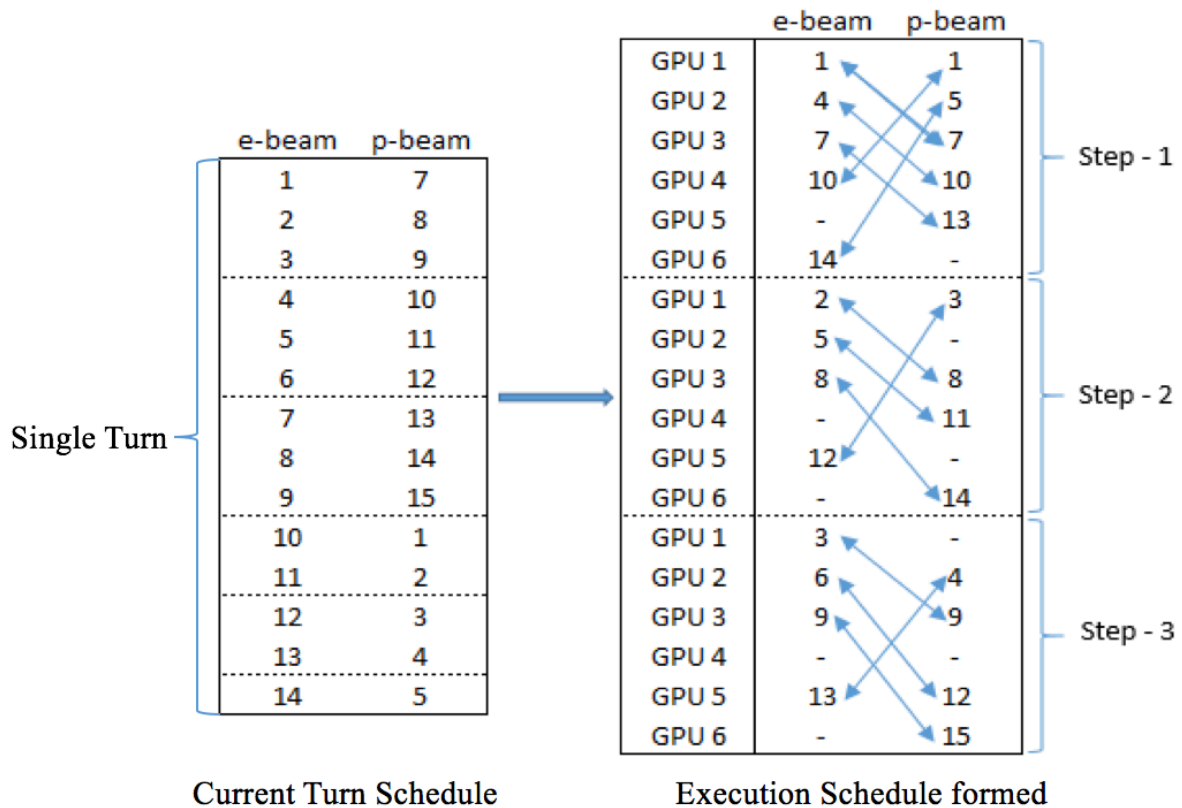 e-beam p-beam
1 7
2 8
3 9
4 10
5 11
6 12
7 13
8 14
9 15
10 1
11 2
12 3
13 4
14 5
Single Turn
Current Turn Schedule
e-beam p-beam
GPU 1 1 1
GPU 2 4 5
GPU 3 7 7
GPU 4 10 10
GPU 5 - 13
GPU 6 14 -
Step - 1
GPU 1 2 3
GPU 2 5 -
GPU 3 8 8
GPU 4 - 11
GPU 5 12 -
GPU 6 - 14
Step - 2
GPU 1 3 -
GPU 2 6 4
GPU 3 9 9
GPU 4 - -
GPU 5 13 12
GPU 6 - 15
Step - 3
Execution Schedule formed